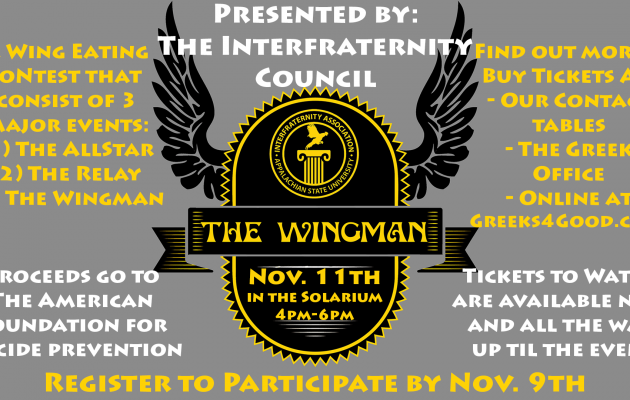 Presented by:
The Interfraternity
Council
Wing Eating
ontest that
consist of 3
Major events:
) The AllStar
2) The Relay
The Wingman
Find out mor
Buy Tickets A
- Our Conta
tables
- The Greek
Office
- Online at
Greeks4Good.c
INTERFRATERNITY ASSOCIATION
APPALACHIAN STATE UNIVERSITY
The Wingman
Nov. 11th
in the Solarium
4pm-6pm
roceeds go to
The American
oundation for
cide prevention
Tickets to Wat
are available n
and all the wa
up til the eve
Register to Participate by Nov. 9th